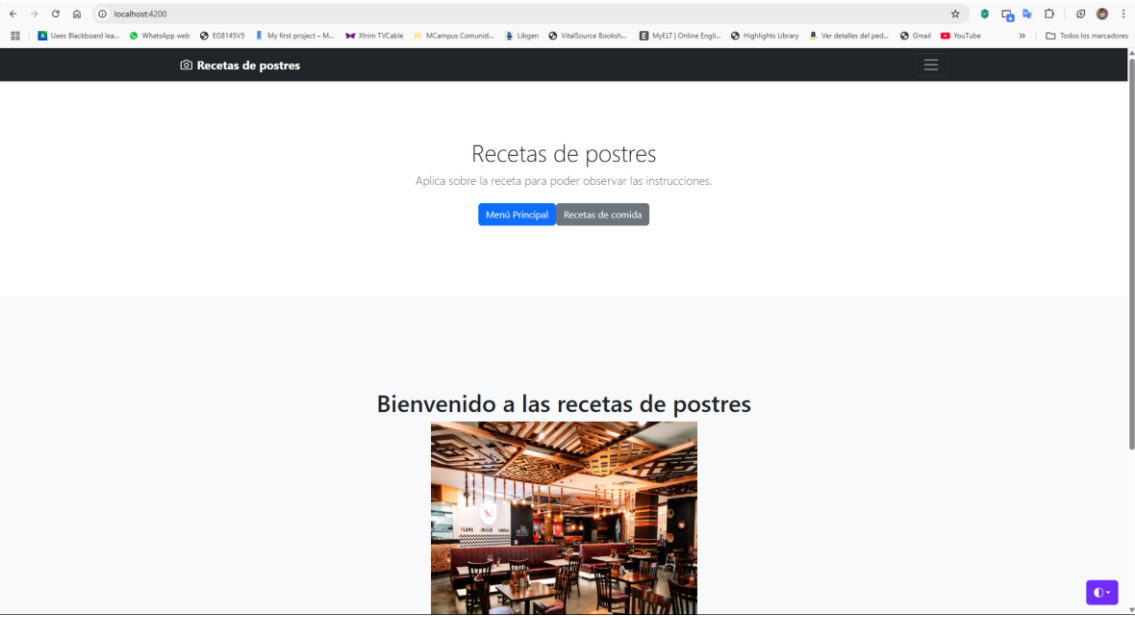 localhost:4200
Uees Blackboard lea... WhatsApp web EG8145V5 My first project – M... Xtrim TVCable MCampus Comunid... Libgen VitalSource Booksh... MyELT | Online Engli... Highlights Library Ver detalles del ped... Gmail YouTube » Todos los marcadores
Recetas de postres
Recetas de postres
Aplica sobre la receta para poder observar las instrucciones.
Menú Principal Recetas de comida
Bienvenido a las recetas de postres